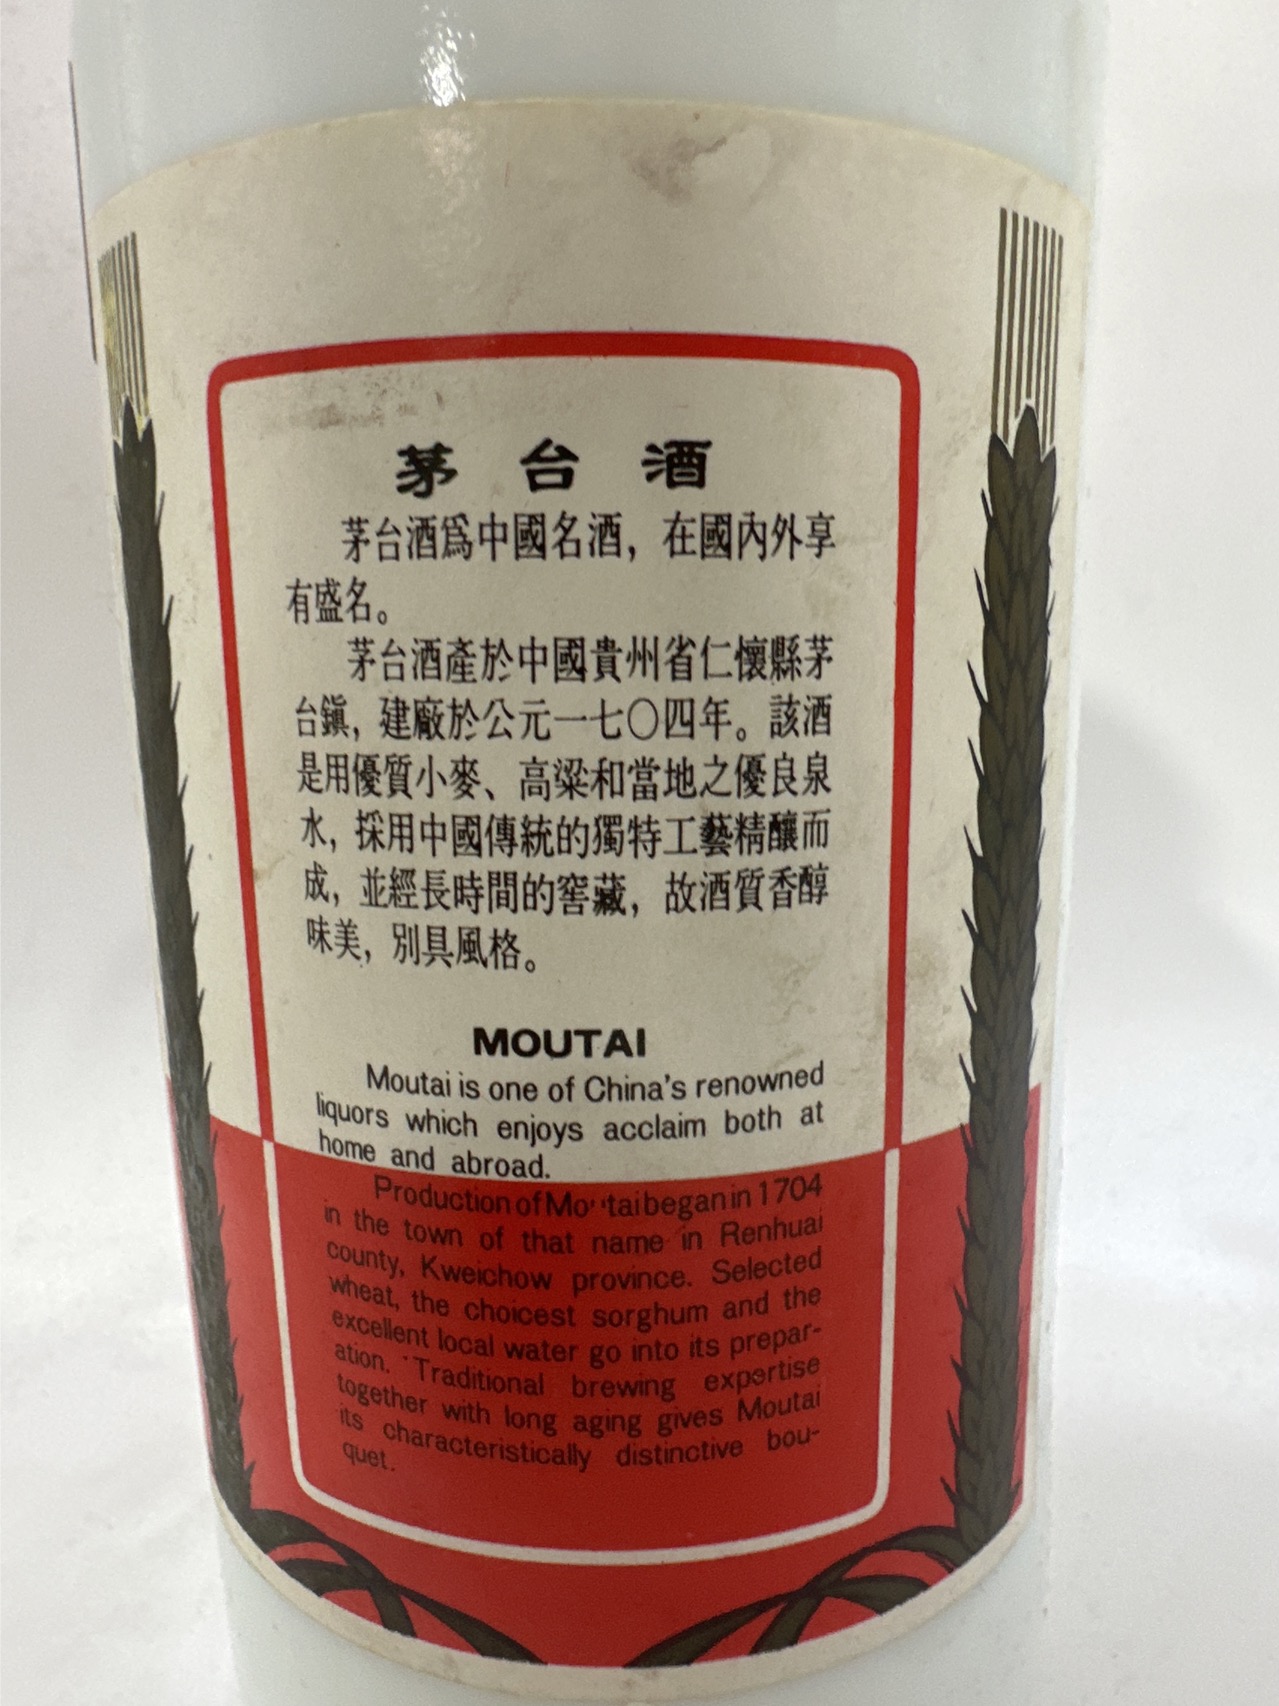 茅台酒
茅台酒爲中國名酒，在國內外享
有盛名。
茅台酒產於中國貴州省仁懷縣茅
台鎭，建廠於公元一七〇四年。該酒
是用優質小麥、高粱和當地之優良泉
水，採用中國傳統的獨特工藝精釀而
成，並經長時間的窖藏，故酒質香醇
味美，別具風格。
MOUTAI
Moutai is one of China's renowned
liquors which enjoys acclaim both at
home and abroad.
Production of Moutai began in 1704
in the town of that name in Renhuai
county, Kweichow province. Selected
wheat, the choicest sorghum and the
excellent local water go into its prepar-
ation. Traditional brewing expertise
together with long aging gives Moutai
its characteristically distinctive bou-
quet.